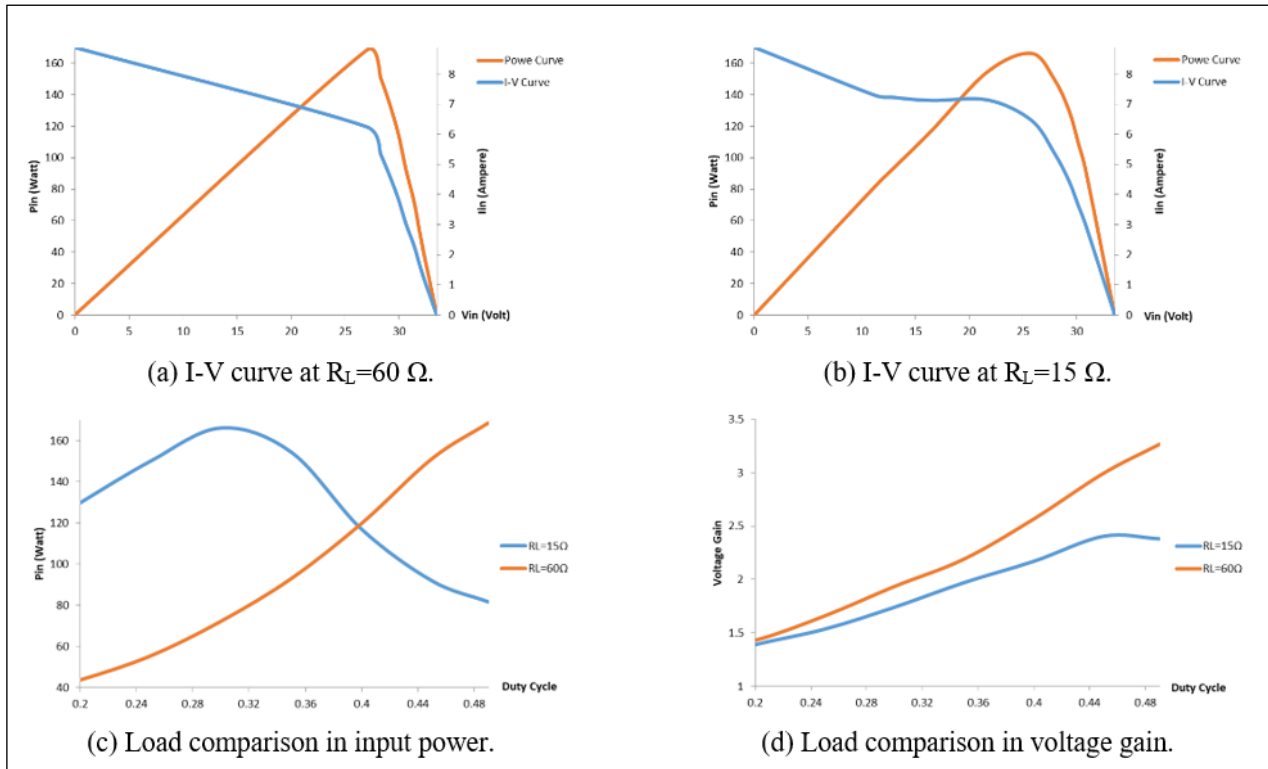 160
140
120
100
80
60
40
20
0
Pin (Watt)
8
7
6
5
4
3
2
1
0
Iin (Ampere)
Powe Curve
I-V Curve
0 5 10 15 20 25 30
Vin (Volt)
(a) I-V curve at RL=60 Ω.
160
140
120
100
80
60
40
20
0
Pin (Watt)
8
7
6
5
4
3
2
1
0
Iin (Ampere)
Powe Curve
I-V Curve
0 5 10 15 20 25 30
Vin (Volt)
(b) I-V curve at RL=15 Ω.
160
140
120
100
80
60
40
Pin (Watt)
RL=15Ω
RL=60Ω
Duty Cycle
0.2 0.24 0.28 0.32 0.36 0.4 0.44 0.48
(c) Load comparison in input power.
3.5
3
2.5
2
1.5
1
Voltage Gain
RL=15Ω
RL=60Ω
Duty Cycle
0.2 0.24 0.28 0.32 0.36 0.4 0.44 0.48
(d) Load comparison in voltage gain.